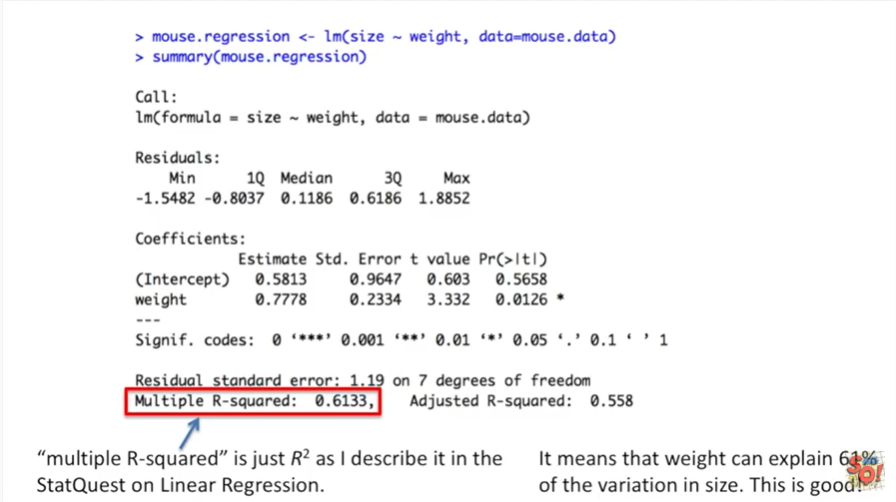 > mouse.regression <- lm(size ~ weight, data=mouse.data)
> summary(mouse.regression)
Call:
lm(formula = size ~ weight, data = mouse.data)
Residuals:
Min 1Q Median 3Q Max
-1.5482 -0.8037 0.1186 0.6186 1.8852
Coefficients:
Estimate Std. Error t value Pr(>|t|)
(Intercept) 0.5813 0.9647 0.603 0.5658
weight 0.7778 0.2334 3.332 0.0126 *
---
Signif. codes: 0 ‘***’ 0.001 ‘**’ 0.01 ‘*’ 0.05 ‘.’ 0.1 ‘ ’ 1
Residual standard error: 1.19 on 7 degrees of freedom
Multiple R-squared: 0.6133, Adjusted R-squared: 0.558
“multiple R-squared” is just R² as I describe it in the
StatQuest on Linear Regression.
It means that weight can explain 61%
of the variation in size. This is good!
SQ!